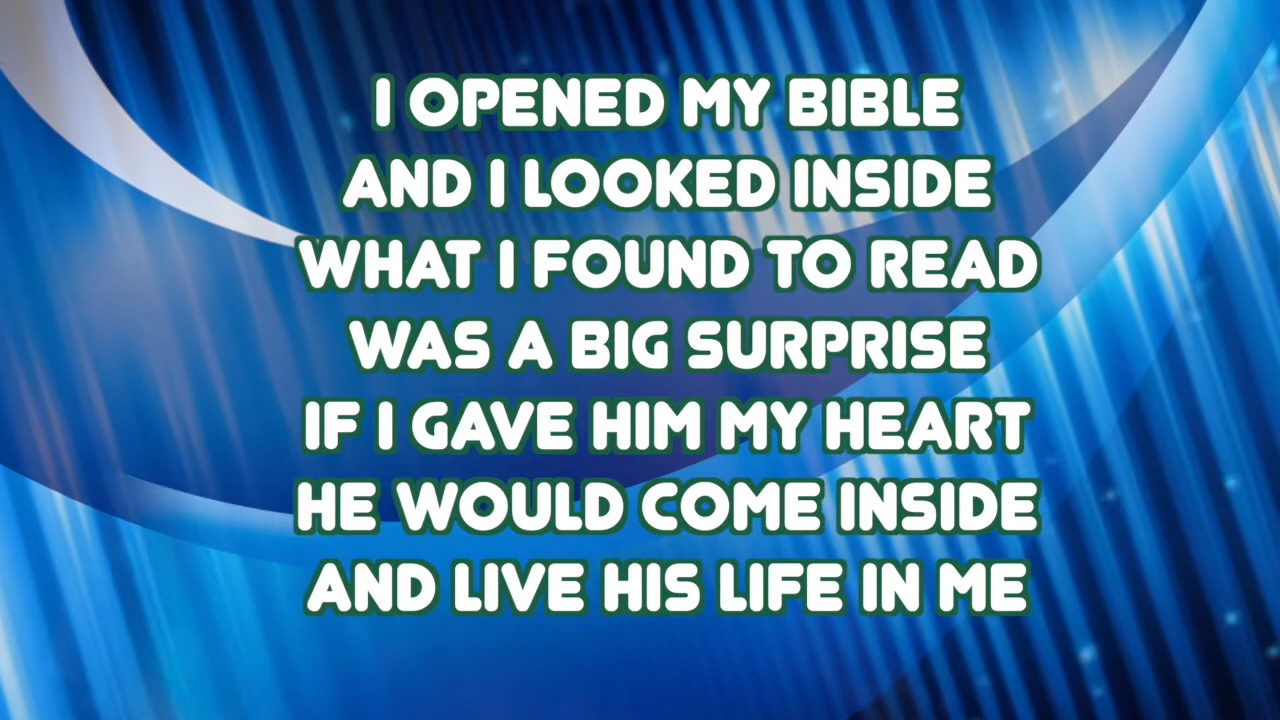 I OPENED MY BIBLE
AND I LOOKED INSIDE
WHAT I FOUND TO READ
WAS A BIG SURPRISE
IF I GAVE HIM MY HEART
HE WOULD COME INSIDE
AND LIVE HIS LIFE IN ME